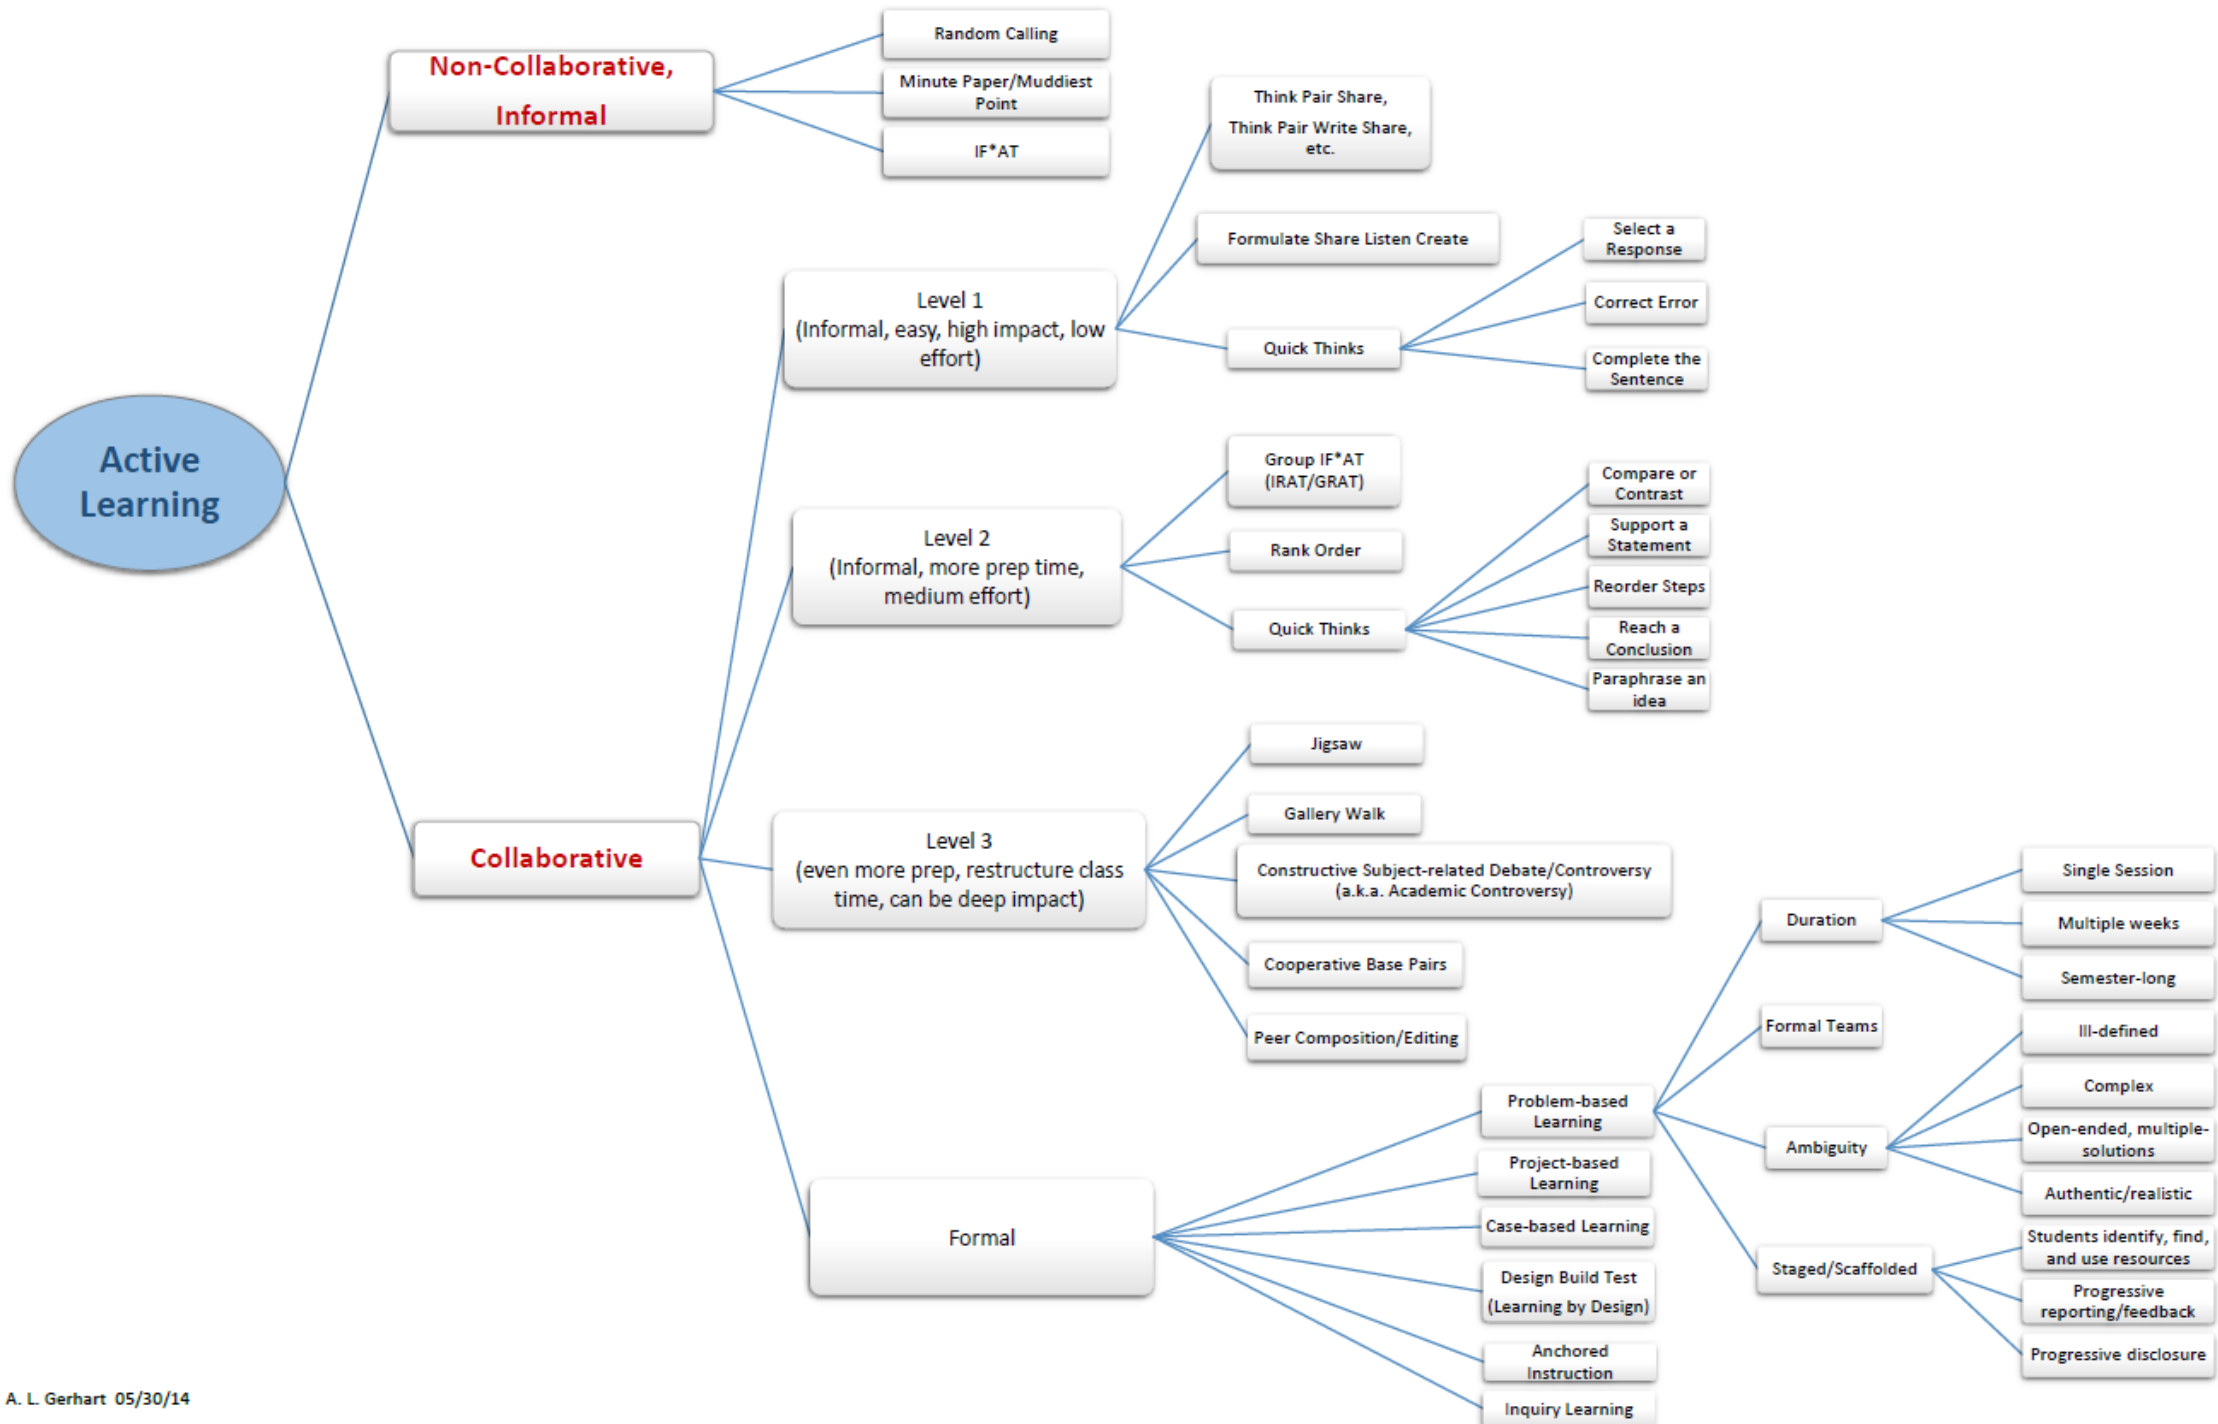 Active
Learning
Non-Collaborative,
Informal
Random Calling
Minute Paper/Muddiest
Point
IF*AT
Collaborative
Level 1
(Informal, easy, high impact, low
effort)
Think Pair Share,
Think Pair Write Share,
etc.
Formulate Share Listen Create
Quick Thinks
Select a
Response
Correct Error
Complete the
Sentence
Level 2
(Informal, more prep time,
medium effort)
Group IF*AT
(IRAT/GRAT)
Rank Order
Quick Thinks
Compare or
Contrast
Support a
Statement
Reorder Steps
Reach a
Conclusion
Paraphrase an
idea
Level 3
(even more prep, restructure class
time, can be deep impact)
Jigsaw
Gallery Walk
Constructive Subject-related Debate/Controversy
(a.k.a. Academic Controversy)
Cooperative Base Pairs
Peer Composition/Editing
Formal
Problem-based
Learning
Duration
Single Session
Multiple weeks
Semester-long
Formal Teams
Ambiguity
Ill-defined
Complex
Open-ended, multiple-
solutions
Authentic/realistic
Staged/Scaffolded
Students identify, find,
and use resources
Progressive
reporting/feedback
Progressive disclosure
Project-based
Learning
Case-based Learning
Design Build Test
(Learning by Design)
Anchored
Instruction
Inquiry Learning
A. L. Gerhart 05/30/14